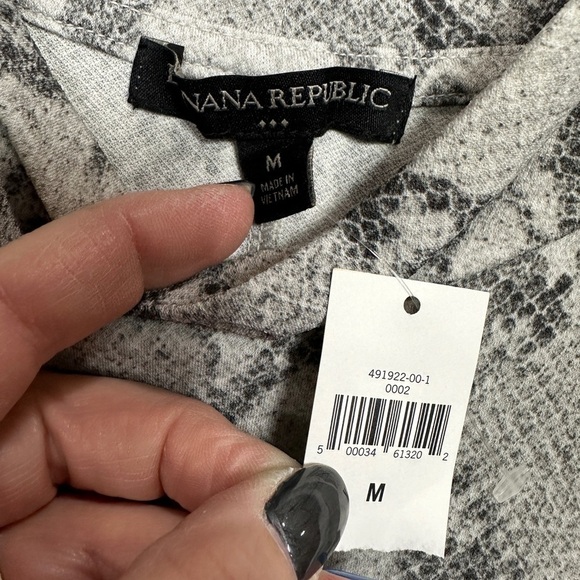 NANA REPUBLIC
M
MADE IN
VIETNAM
491922-00-1
0002
5 00034 61320 2
M